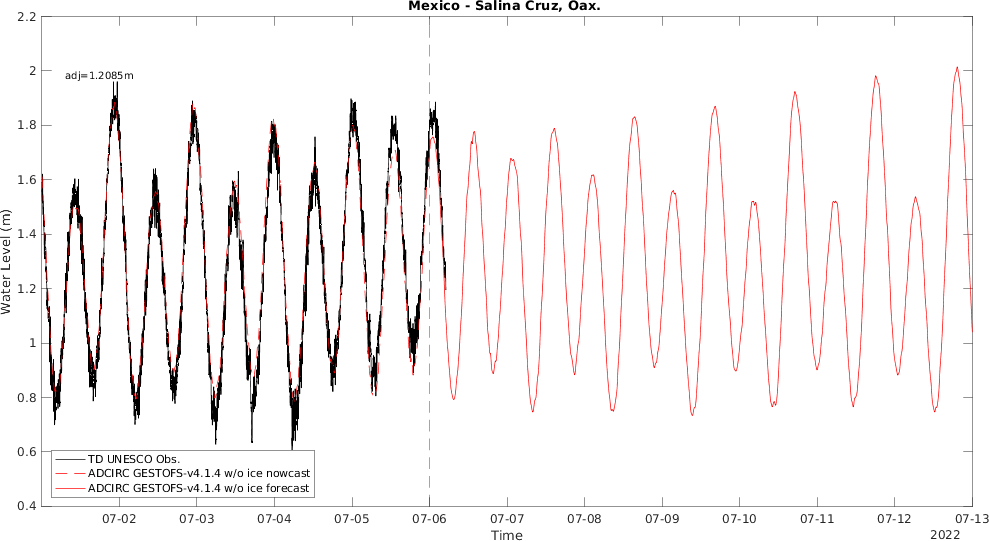 Mexico - Salina Cruz, Oax.
2.2
2
1.8
1.6
1.4
1.2
1
0.8
0.6
0.4
Water Level (m)
adj=1.2085m
TD UNESCO Obs.
ADCIRC GESTOFS-v4.1.4 w/o ice nowcast
ADCIRC GESTOFS-v4.1.4 w/o ice forecast
07-02 07-03 07-04 07-05 07-06 07-07 07-08 07-09 07-10 07-11 07-12 07-13
Time
2022